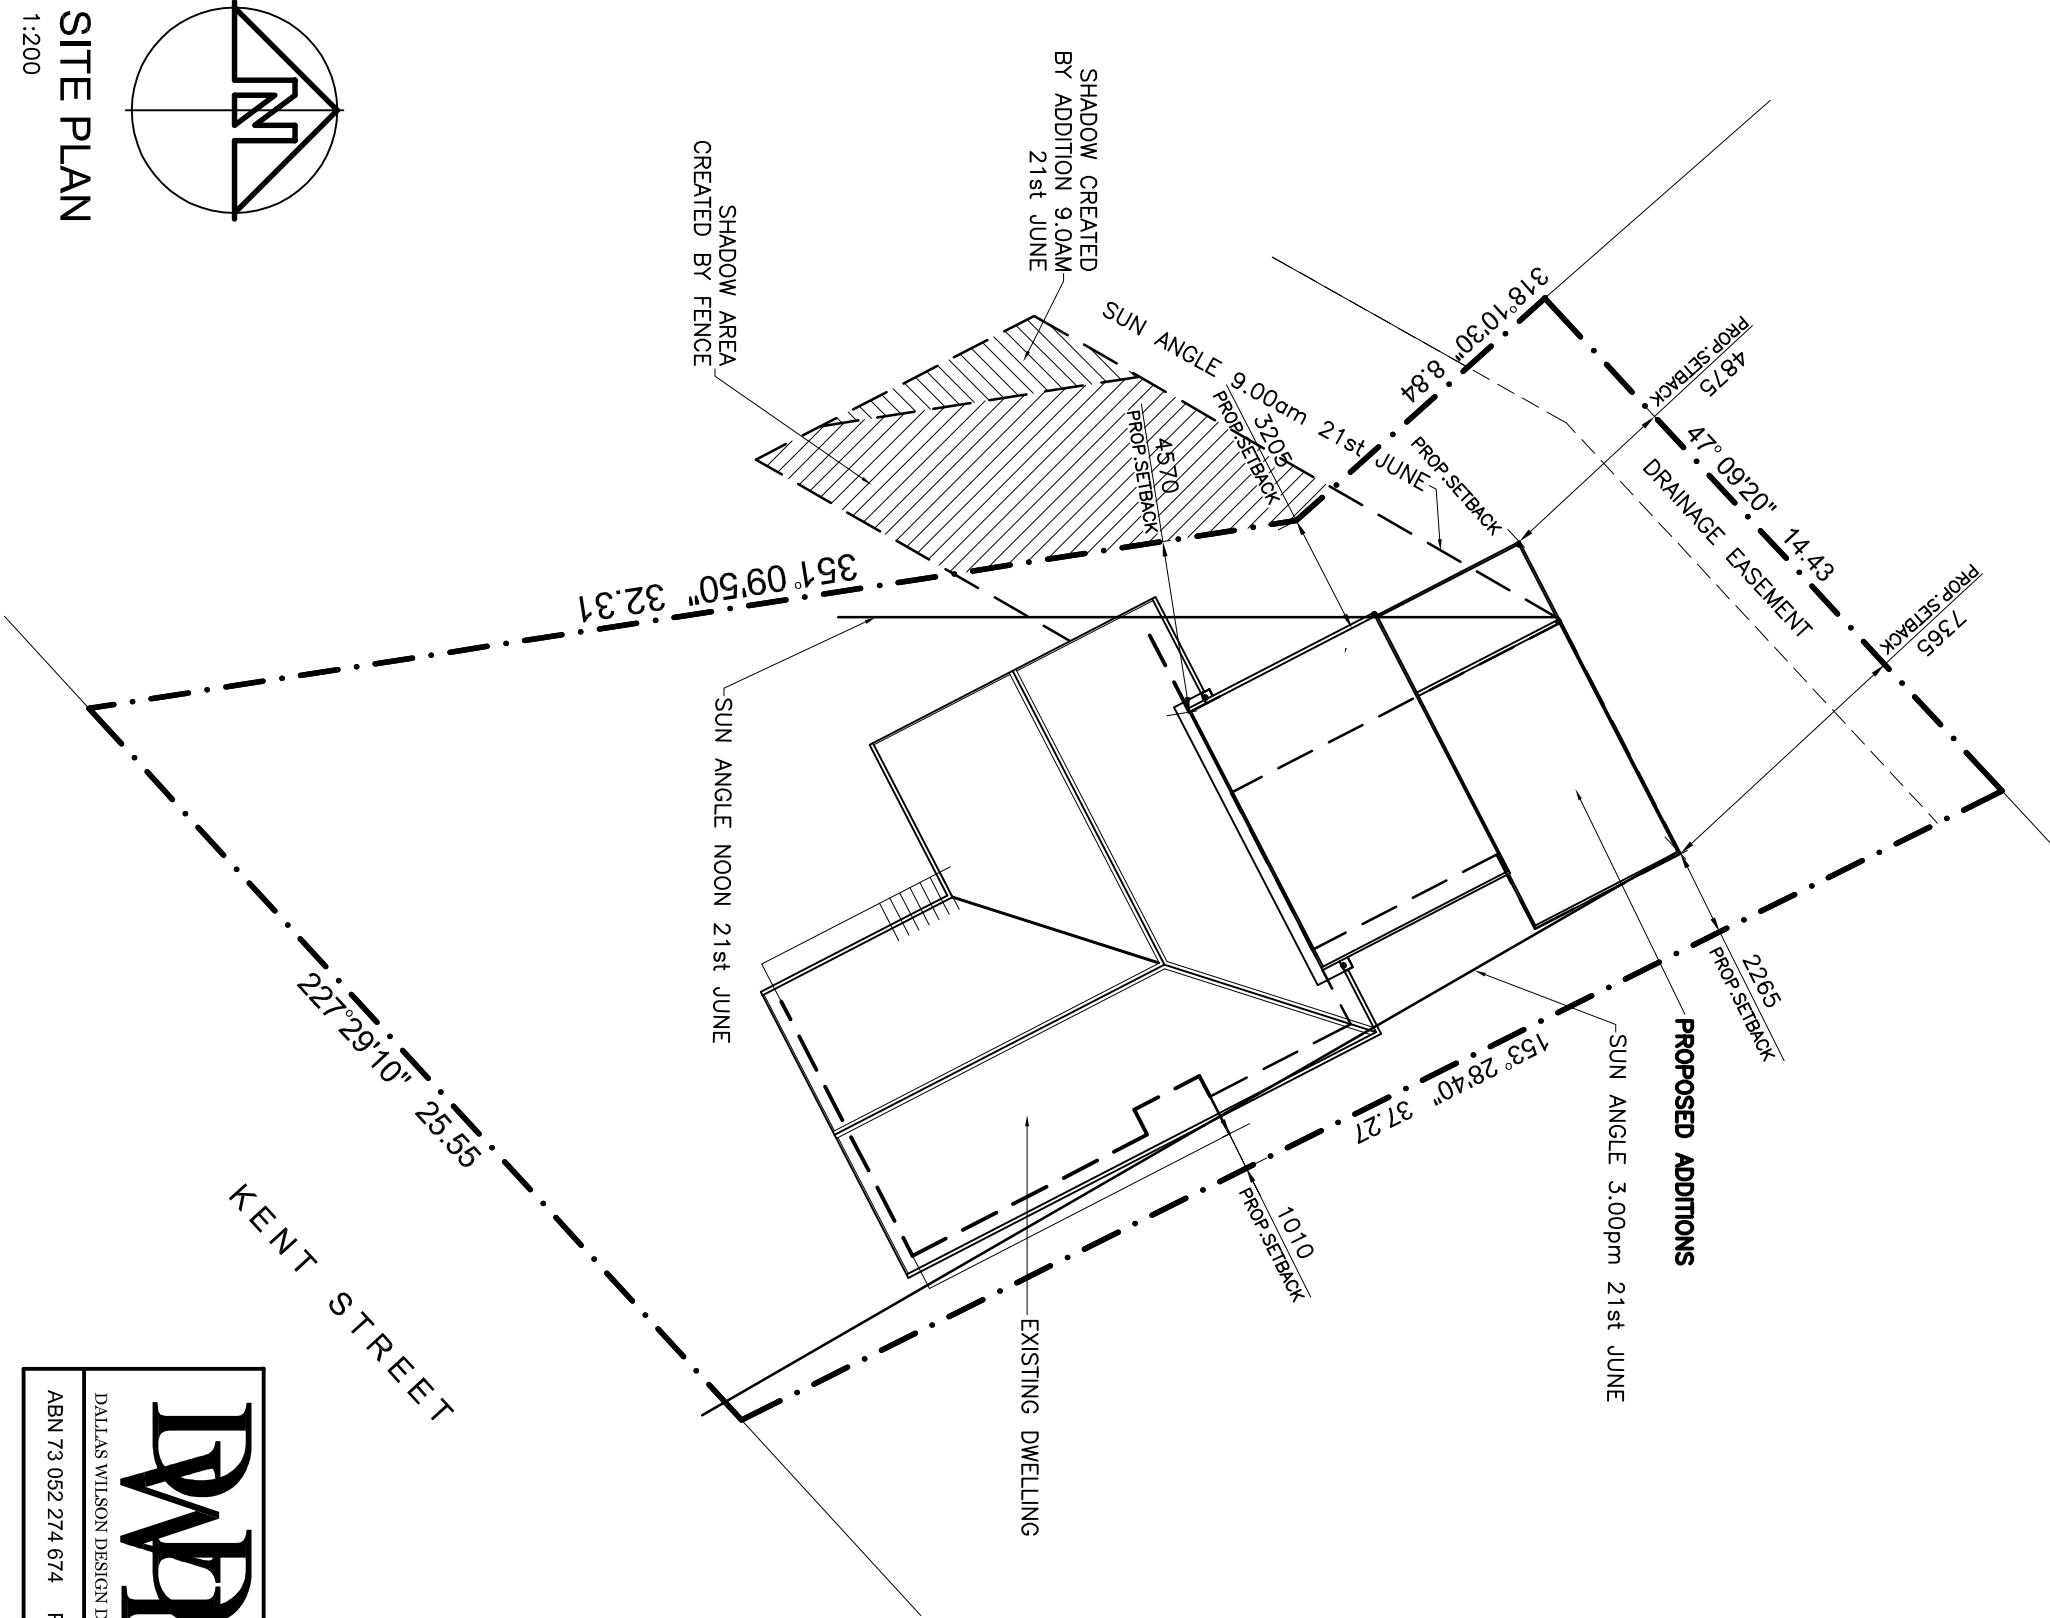 SITE PLAN
1:200
N
SHADOW CREATED
BY ADDITION 9.0AM
21st JUNE
SHADOW AREA
CREATED BY FENCE
SUN ANGLE 9.00am 21st JUNE
318°10'30" 8.84
PROP.SETBACK
4875
PROP.SETBACK
47° 09'20" 14.43
DRAINAGE EASEMENT
PROP.SETBACK
7365
3205
PROP.SETBACK
4570
PROP.SETBACK
351° 09'50" 32.31
SUN ANGLE NOON 21st JUNE
2265
PROP.SETBACK
PROPOSED ADDITIONS
SUN ANGLE 3.00pm 21st JUNE
153° 28'40" 37.27
1010
PROP.SETBACK
EXISTING DWELLING
227°29'10" 25.55
KENT STREET
DWD
DALLAS WILSON DESIGN D
ABN 73 052 274 674